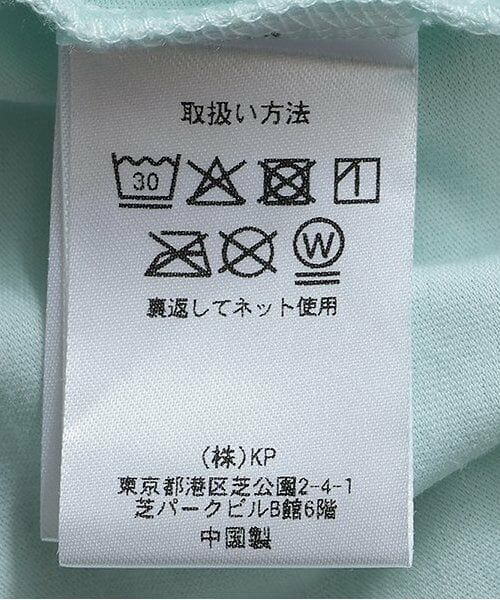 取扱い方法
30
W
裏返してネット使用
(株)KP
東京都港区芝公園2-4-1
芝パークビルB館6階
中国製